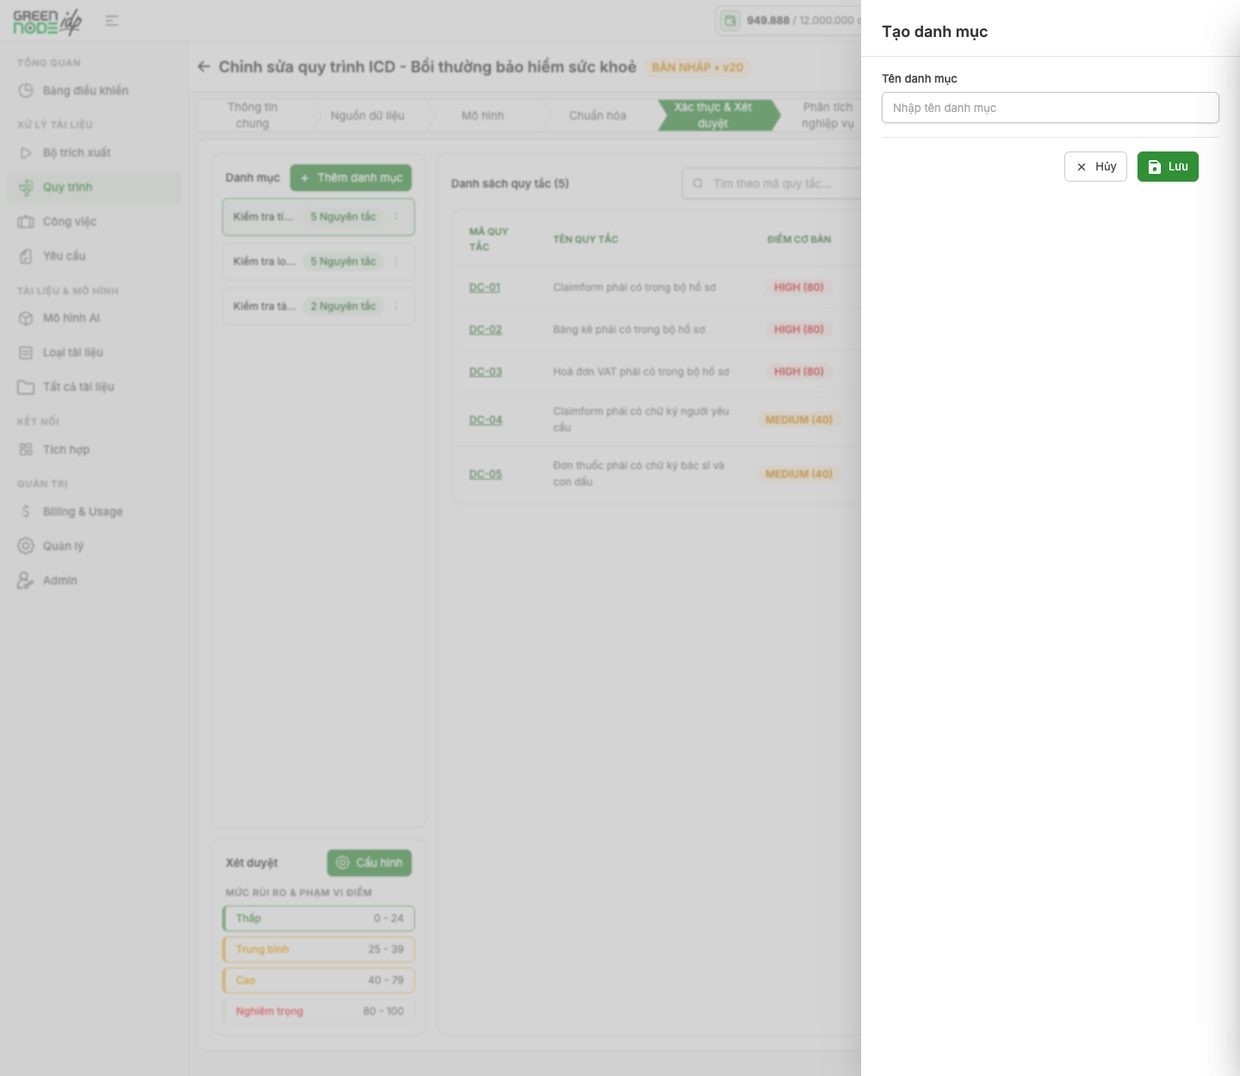 GREEN
NODE idp
949.888 / 12.000.000
TỔNG QUAN
Bảng điều khiển
XỬ LÝ TÀI LIỆU
Bộ trích xuất
Quy trình
Công việc
Yêu cầu
TÀI LIỆU & MÔ HÌNH
Mô hình AI
Loại tài liệu
Tất cả tài liệu
KẾT NỐI
Tích hợp
QUẢN TRỊ
Billing & Usage
Quản lý
Admin
Chỉnh sửa quy trình ICD - Bồi thường bảo hiểm sức khoẻ
BẢN NHÁP • v20
Thông tin
chung
Nguồn dữ liệu
Mô hình
Chuẩn hóa
Xác thực & Xét
duyệt
Phân tích
nghiệp vụ
Danh mục
+ Thêm danh mục
Kiểm tra tí... 5 Nguyên tắc
Kiểm tra lo... 5 Nguyên tắc
Kiểm tra tà... 2 Nguyên tắc
Danh sách quy tắc (5)
Tìm theo mã quy tắc...
MÃ QUY
TẮC
TÊN QUY TẮC
ĐIỂM CƠ BẢN
DC-01 Claimform phải có trong bộ hồ sơ HIGH (80)
DC-02 Bảng kê phải có trong bộ hồ sơ HIGH (80)
DC-03 Hoá đơn VAT phải có trong bộ hồ sơ HIGH (80)
DC-04 Claimform phải có chữ ký người yêu
cầu MEDIUM (40)
DC-05 Đơn thuốc phải có chữ ký bác sĩ và
con dấu MEDIUM (40)
Xét duyệt
Cấu hình
MỨC RỦI RO & PHẠM VI ĐIỂM
Thấp 0 - 24
Trung bình 25 - 39
Cao 40 - 79
Nghiêm trọng 80 - 100
Tạo danh mục
Tên danh mục
Nhập tên danh mục
Hủy
Lưu